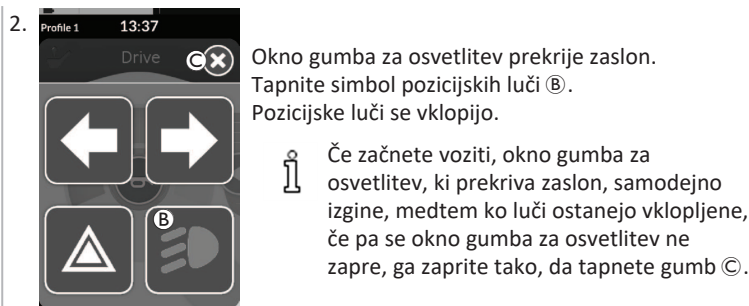 2.
Profile 1 13:37
Drive
Ⓒ
Ⓑ
Okno gumba za osvetlitev prekrije zaslon.
Tapnite simbol pozicijskih luči Ⓑ.
Pozicijske luči se vklopijo.
Če začnete voziti, okno gumba za
osvetlitev, ki prekriva zaslon, samodejno
izgine, medtem ko luči ostanejo vklopljene,
če pa se okno gumba za osvetlitev ne
zapre, ga zaprite tako, da tapnete gumb Ⓒ.